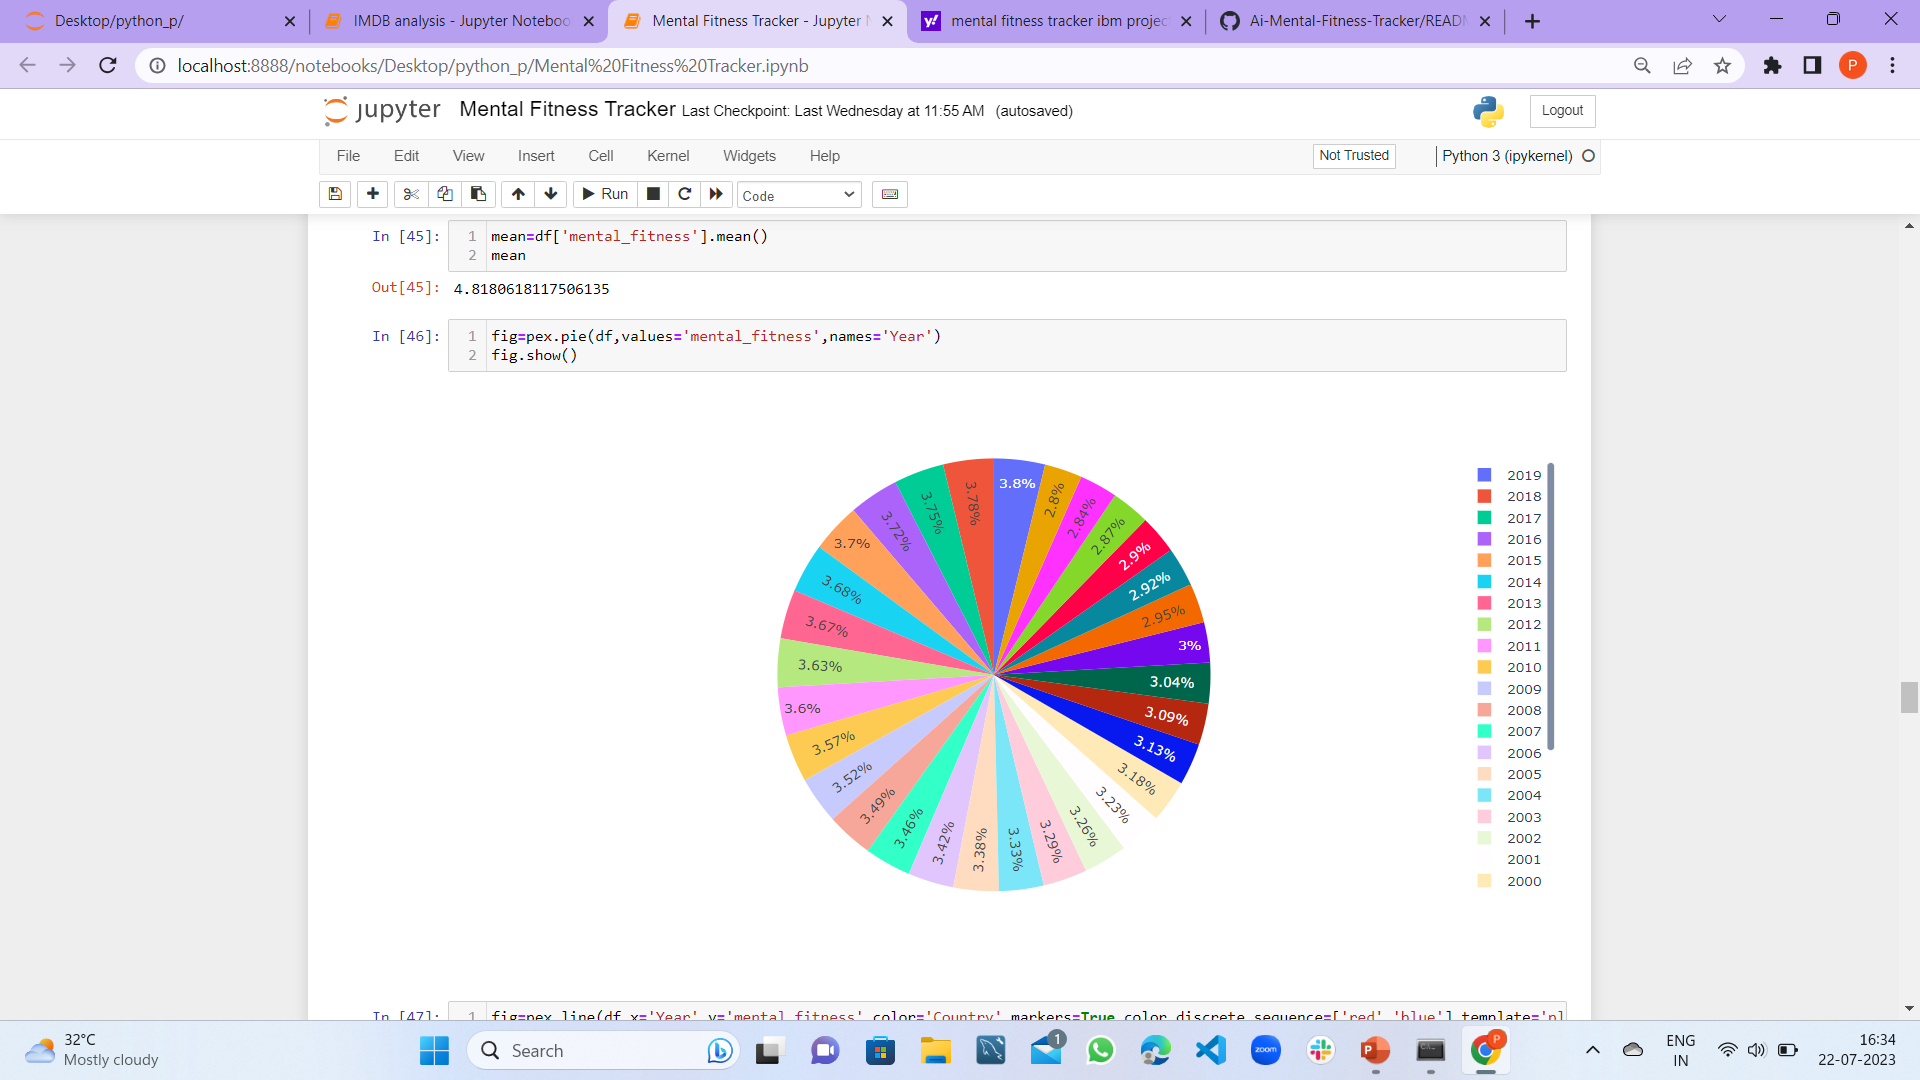 Desktop/python_p/
IMDB analysis - Jupyter Noteboo
Mental Fitness Tracker - Jupyter N
mental fitness tracker ibm projec
Ai-Mental-Fitness-Tracker/READM
localhost:8888/notebooks/Desktop/python_p/Mental%20Fitness%20Tracker.ipynb
P
jupyter Mental Fitness Tracker Last Checkpoint: Last Wednesday at 11:55 AM (autosaved)
Logout
File Edit View Insert Cell Kernel Widgets Help
Not Trusted
Python 3 (ipykernel)
Run
Code
In [45]:
1 mean=df['mental_fitness'].mean()
2 mean
Out[45]: 4.8180618117506135
In [46]:
1 fig=pex.pie(df,values='mental_fitness',names='Year')
2 fig.show()
3.8%
2.8%
2.84%
2.87%
2.9%
2.92%
2.95%
3%
3.04%
3.09%
3.13%
3.18%
3.23%
3.26%
3.29%
3.33%
3.38%
3.42%
3.46%
3.49%
3.52%
3.57%
3.6%
3.63%
3.67%
3.68%
3.7%
3.72%
3.75%
3.78%
2019
2018
2017
2016
2015
2014
2013
2012
2011
2010
2009
2008
2007
2006
2005
2004
2003
2002
2001
2000
In [47]:
1 fig=pex.line(df,x='Year',y='mental_fitness',color='Country',markers=True,color_discrete_sequence=['red','blue'],template='pl
32°C
Mostly cloudy
Search
1
zoom
P
P
ENG
IN
16:34
22-07-2023